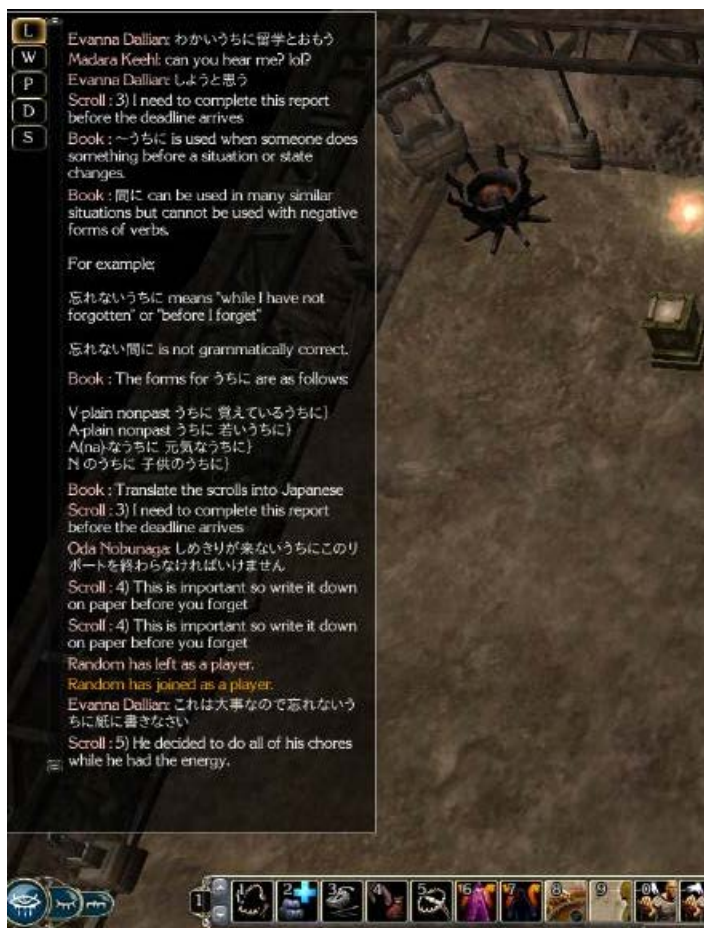 L
W
P
D
S
Evanna Dallian: わかいうちに留学とおもう
Madara Keehl: can you hear me? lol?
Evanna Dallian: しようと思う
Scroll : 3) I need to complete this report
before the deadline arrives
Book : ~うちに is used when someone does
something before a situation or state
changes.
Book : 間に can be used in many similar
situations but cannot be used with negative
forms of verbs.
For example;
忘れないうちに means "while I have not
forgotten" or "before I forget"
忘れない間に is not grammatically correct.
Book : The forms for うちに are as follows:
V-plain nonpast うちに 覚えているうちに}
A-plain nonpast うちに 若いうちに}
A(na)-なうちに 元気なうちに}
N のうちに 子供のうちに}
Book : Translate the scrolls into Japanese
Scroll : 3) I need to complete this report
before the deadline arrives
Oda Nobunaga: しめきりが来ないうちにこのリ
ポートを終わらなければいけません
Scroll : 4) This is important so write it down
on paper before you forget
Scroll : 4) This is important so write it down
on paper before you forget
Random has left as a player.
Random has joined as a player.
Evanna Dallian: これは大事なので忘れないう
ちに紙に書きなさい
Scroll : 5) He decided to do all of his chores
while he had the energy.
1 1 2 3 4 5 6 7 8 9 0